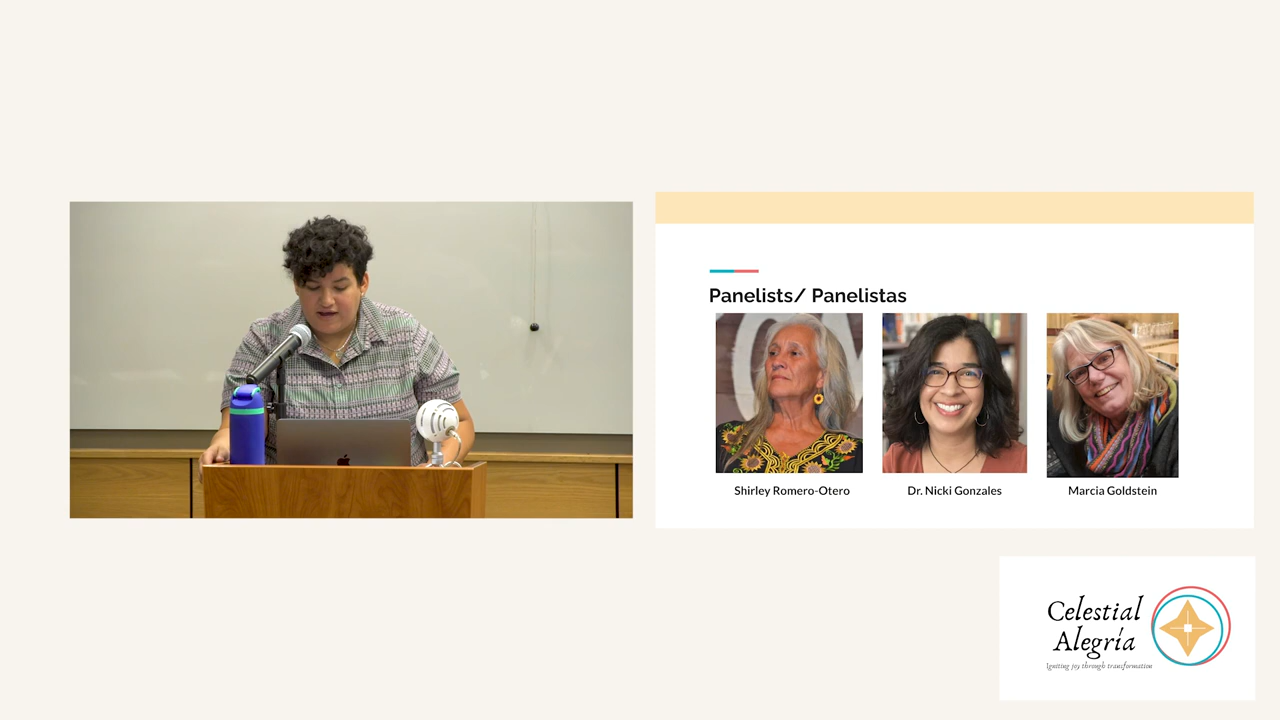 Panelists/ Panelistas
Shirley Romero-Otero
Dr. Nicki Gonzales
Marcia Goldstein
Celestial
Alegría
Igniting joy through transformation